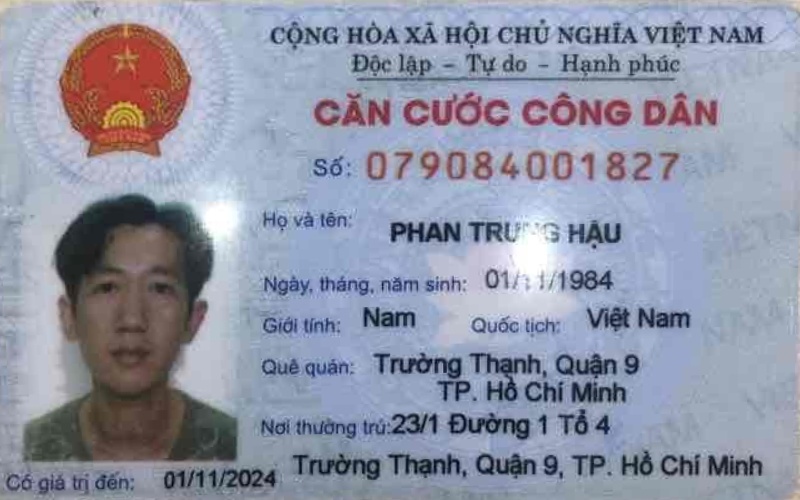 CỘNG HÒA XÃ HỘI CHỦ NGHĨA VIỆT NAM
Độc lập - Tự do - Hạnh phúc
CĂN CƯỚC CÔNG DÂN
Số: 079084001827
Họ và tên: PHAN TRUNG HẬU
Ngày, tháng, năm sinh: 01/11/1984
Giới tính: Nam Quốc tịch: Việt Nam
Quê quán: Trường Thạnh, Quận 9
TP. Hồ Chí Minh
Nơi thường trú: 23/1 Đường 1 Tổ 4
Trường Thạnh, Quận 9, TP. Hồ Chí Minh
Có giá trị đến: 01/11/2024